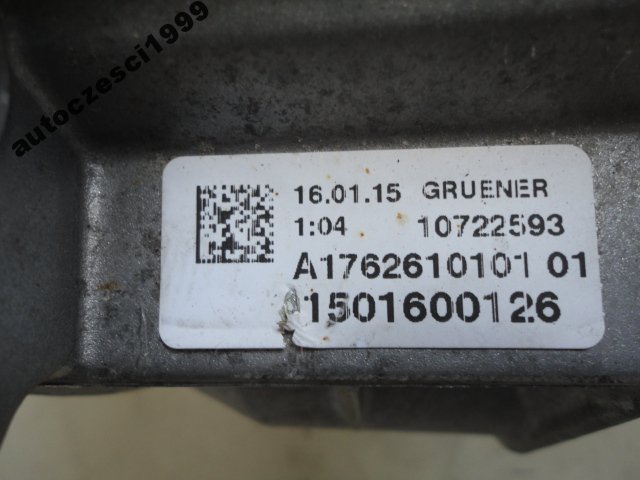 autoczesci1999
16.01.15 GRUENER
1:04 10722593
A1762610101 01
1501600126